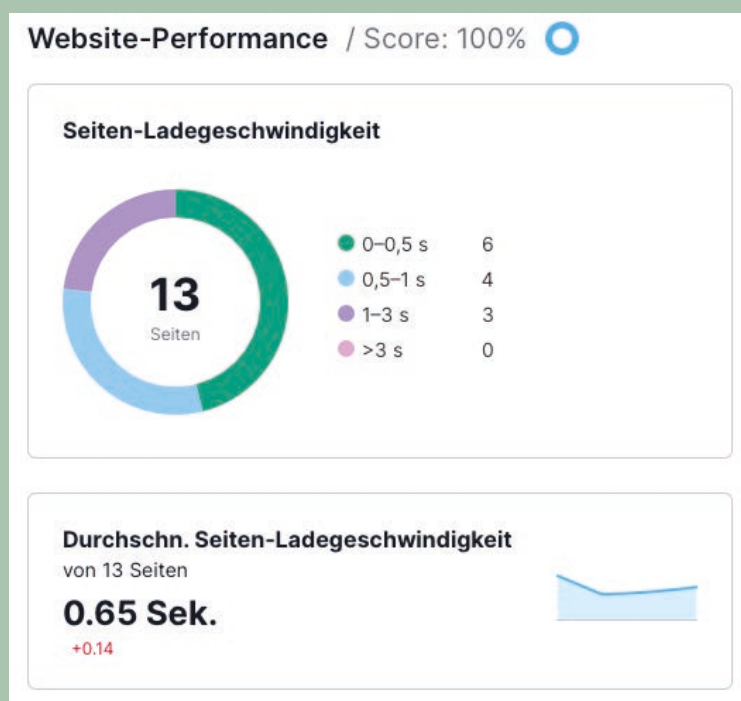 Website-Performance / Score: 100%
Seiten-Ladegeschwindigkeit
13
Seiten
0–0,5 s 6
0,5–1 s 4
1–3 s 3
>3 s 0
Durchschn. Seiten-Ladegeschwindigkeit
von 13 Seiten
0.65 Sek.
+0.14